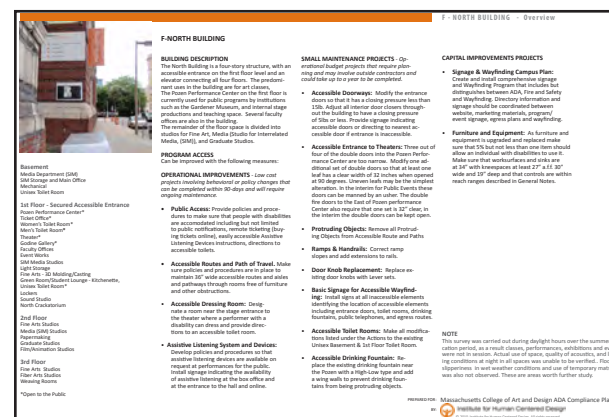 F - NORTH BUILDING - Overview
F-NORTH BUILDING
BUILDING DESCRIPTION
The North Building is a four-story structure, with an
accessible entrance on the first floor level and an
elevator connecting all four floors. The predomi-
nant uses in the building are for art classes,
The Pozen Performance Center on the first floor is
currently used for public programs by institutions
such as the Gardener Museum, and internal stage
productions and teaching space. Several faculty
offices are also in the building.
The remainder of the floor space is divided into
studios for Fine Art, Media (Studio for Interrelated
Media, (SIM)), and Graduate Studios.
PROGRAM ACCESS
Can be improved with the following measures:
OPERATIONAL IMPROVEMENTS - Low cost
projects involving behavioral or policy changes that
can be completed within 90 days and will require
ongoing maintenance.
• Public Access: Provide policies and proce-
dures to make sure that people with disabilities
are accomodated including but not limited
to public notifications, remote ticketing (buy-
ing tickets online), easily accessible Assistive
Listening Devices Instructions, directions to
accessible toilets.
• Accessible Routes and Path of Travel. Make
sure policies and procedures are in place to
maintain 36" wide accessible routes and aisles
and pathways through rooms free of furniture
and other obstructions.
• Accessible Dressing Room: Desig-
nate a room near the stage entrance to
the theater where a performer with a
disability can dress and provide direc-
tions to an accessible toilet room.
• Assistive Listening System and Devices:
Develop policies and procedures so that
assistive listening devices are available on
request at performances for the public.
Install signage indicating the availability
of assistive listening at the box office and
at the entrance to the hall and online.
SMALL MAINTENANCE PROJECTS - Op-
erational budget projects that require plan-
ning and may involve outside contractors and
could take up to a year to be completed.
• Accessible Doorways: Modify the entrance
doors so that it has a closing pressure less than
15lb. Adjust all interior door closers through-
out the building to have a closing pressure
of 5lbs or less. Provide signage indicating
accessible doors or directing to nearest ac-
cessible door if entrance is inaccessible.
• Accessible Entrance to Theaters: Three out of
four of the double doors into the Pozen Perfor-
mance Center are too narrow. Modify one ad-
ditional set of double doors so that at least one
leaf has a clear width of 32 inches when opened
at 90 degrees. Uneven leafs may be the simplest
alteration. In the interim for Public Events these
doors can be manned by an usher. The double
fire doors to the East of Pozen performance
Center also require that one set is 32" clear, in
the interim the double doors can be kept open.
• Protruding Objects: Remove all Protrud-
ing Objects from Accessible Route and Paths
• Ramps & Handrails: Correct ramp
slopes and add extensions to rails.
• Door Knob Replacement: Replace ex-
isting door knobs with Lever sets.
• Basic Signage for Accessible Wayfind-
ing: Install signs at all inaccessible elements
identifying the location of accessible elements
including entrance doors, toilet rooms, drinking
fountains, public telephones, and egress routes.
• Accessible Toilet Rooms: Make all modifica-
tions listed under the Actions to the existing
Unisex Basement & 1st Floor Toilet Room.
• Accessible Drinking Fountain: Re-
place the existing drinking fountain near
the Pozen with a High-Low type and add
a wing walls to prevent drinking foun-
tains from being protruding objects.
CAPITAL IMPROVEMENTS PROJECTS
• Signage & Wayfinding Campus Plan:
Create and install comprehensive signage
and Wayfinding Program that includes but
distinguishes between ADA, Fire and Safety
and Wayfinding. Directory information and
signage should be coordinated between
website, marketing materials, program/
event signage, egress plans and wayfinding.
• Furniture and Equipment: As furniture and
equipment is upgraded and replaced make
sure that 5% but not less than one item should
allow an individual with disabilities to use it.
Make sure that worksurfaces and sinks are
at 34" with kneespaces at least 27" a.f.f. 30"
wide and 19" deep and that controls are within
reach ranges described in General Notes.
Basement
Media Department (SIM)
SIM Storage and Main Office
Mechanical
Unisex Toilet Room
1st Floor - Secured Accessible Entrance
Pozen Performance Center*
Ticket Office*
Women's Toilet Room*
Men's Toilet Room*
Theater*
Godine Gallery*
Faculty Offices
Event Works
SIM Media Studios
Light Storage
Fine Arts - 3D Molding/Casting
Green Room/Student Lounge - Kitchenette,
Unisex Toilet Room*
Lockers
Sound Studio
North Crackatorium
2nd Floor
Fine Arts Studios
Media (SIM) Studios
Papermaking
Graduate Studios
Film/Animation Studios
3rd Floor
Fine Arts Studios
Fiber Arts Studios
Weaving Rooms
*Open to the Public
NOTE
This survey was carried out during daylight hours over the summer
cation period, as a result classes, performances, exhibitions and ev
were not in session. Actual use of space, quality of acoustics, and l
ing conditions at night in all spaces was unable to be verified. Floo
slipperiness in wet weather conditions and use of temporary mats
was also not observed. These are areas worth further study.
PREPARED FOR: Massachusetts College of Art and Design ADA Compliance Pla
BY: Institute for Human Centered Design